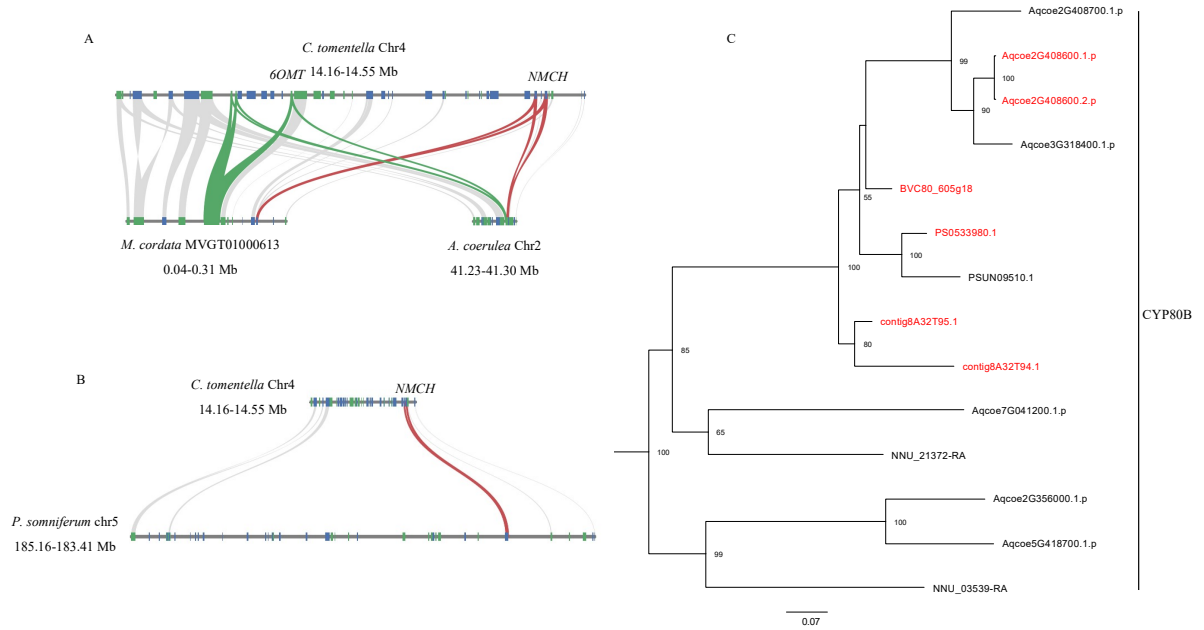 A
C. tomentella Chr4
14.16-14.55 Mb
6OMT
NMCH
M. cordata MVGT01000613
0.04-0.31 Mb
A. coerulea Chr2
41.23-41.30 Mb
B
C. tomentella Chr4
14.16-14.55 Mb
NMCH
P. somniferum chr5
185.16-183.41 Mb
C
Aqcoe2G408700.1.p
99
Aqcoe2G408600.1.p
100
Aqcoe2G408600.2.p
90
Aqcoe3G318400.1.p
55
BVC80_605g18
PS0533980.1
100
PSUN09510.1
100
contig8A32T95.1
80
contig8A32T94.1
85
Aqcoe7G041200.1.p
65
NNU_21372-RA
100
Aqcoe2G356000.1.p
100
Aqcoe5G418700.1.p
99
NNU_03539-RA
CYP80B
0.07